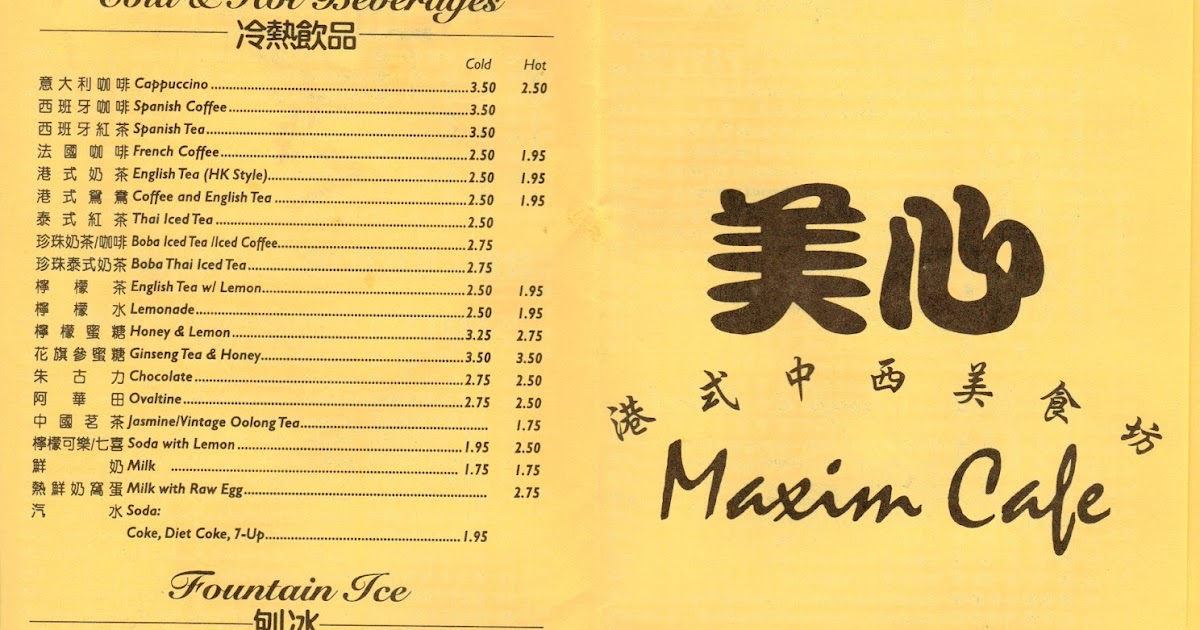 Cold & Hot Beverages
冷熱飲品
Cold Hot
意大利咖啡 Cappuccino 3.50 2.50
西班牙咖啡 Spanish Coffee 3.50
西班牙紅茶 Spanish Tea 3.50
法國咖啡 French Coffee 2.50 1.95
港式奶茶 English Tea (HK Style) 2.50 1.95
港式鴛鴦 Coffee and English Tea 2.50 1.95
泰式紅茶 Thai Iced Tea 2.50
珍珠奶茶/咖啡 Boba Iced Tea /Iced Coffee 2.75
珍珠泰式奶茶 Boba Thai Iced Tea 2.75
檸檬茶 English Tea w/ Lemon 2.50 1.95
檸檬水 Lemonade 2.50 1.95
檸檬蜜糖 Honey & Lemon 3.25 2.75
花旗參蜜糖 Ginseng Tea & Honey 3.50 3.50
朱古力 Chocolate 2.75 2.50
阿華田 Ovaltine 2.75 2.50
中國茗茶 Jasmine/Vintage Oolong Tea 1.75
檸檬可樂/七喜 Soda with Lemon 1.95 2.50
鮮奶 Milk 1.75 1.75
熱鮮奶窩蛋 Milk with Raw Egg 2.75
汽水 Soda:
Coke, Diet Coke, 7-Up 1.95
Fountain Ice
刨冰
美心
港式中西美食坊
Maxim Cafe